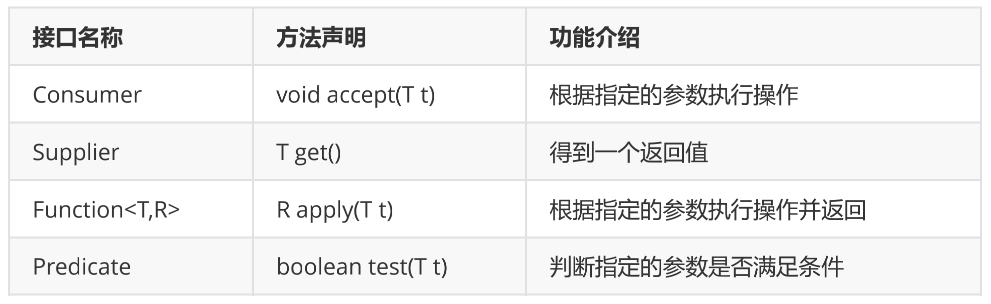 接口名称 方法声明 功能介绍
Consumer void accept(T t) 根据指定的参数执行操作
Supplier T get() 得到一个返回值
Function<T,R> R apply(T t) 根据指定的参数执行操作并返回
Predicate boolean test(T t) 判断指定的参数是否满足条件